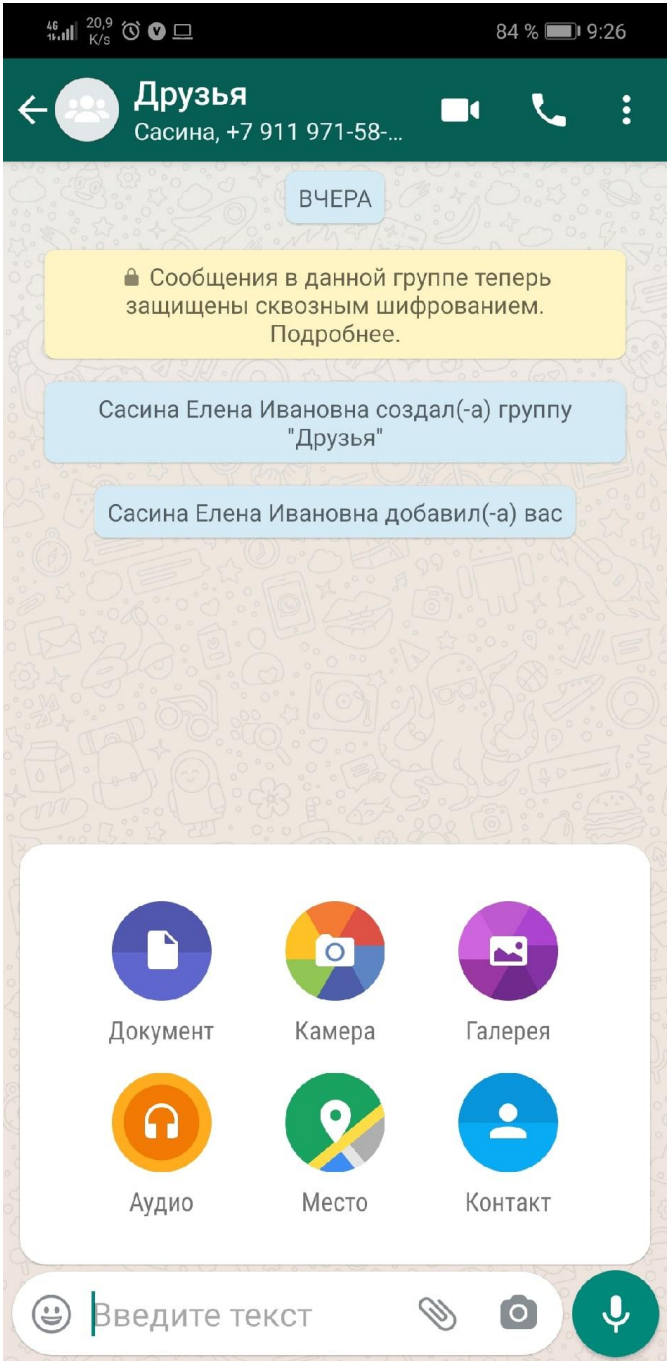 4G 20,9 K/s 84 % 9:26
Друзья
Сасина, +7 911 971-58-...
ВЧЕРА
Сообщения в данной группе теперь
защищены сквозным шифрованием.
Подробнее.
Сасина Елена Ивановна создал(-а) группу
"Друзья"
Сасина Елена Ивановна добавил(-а) вас
Документ Камера Галерея
Аудио Место Контакт
Введите текст